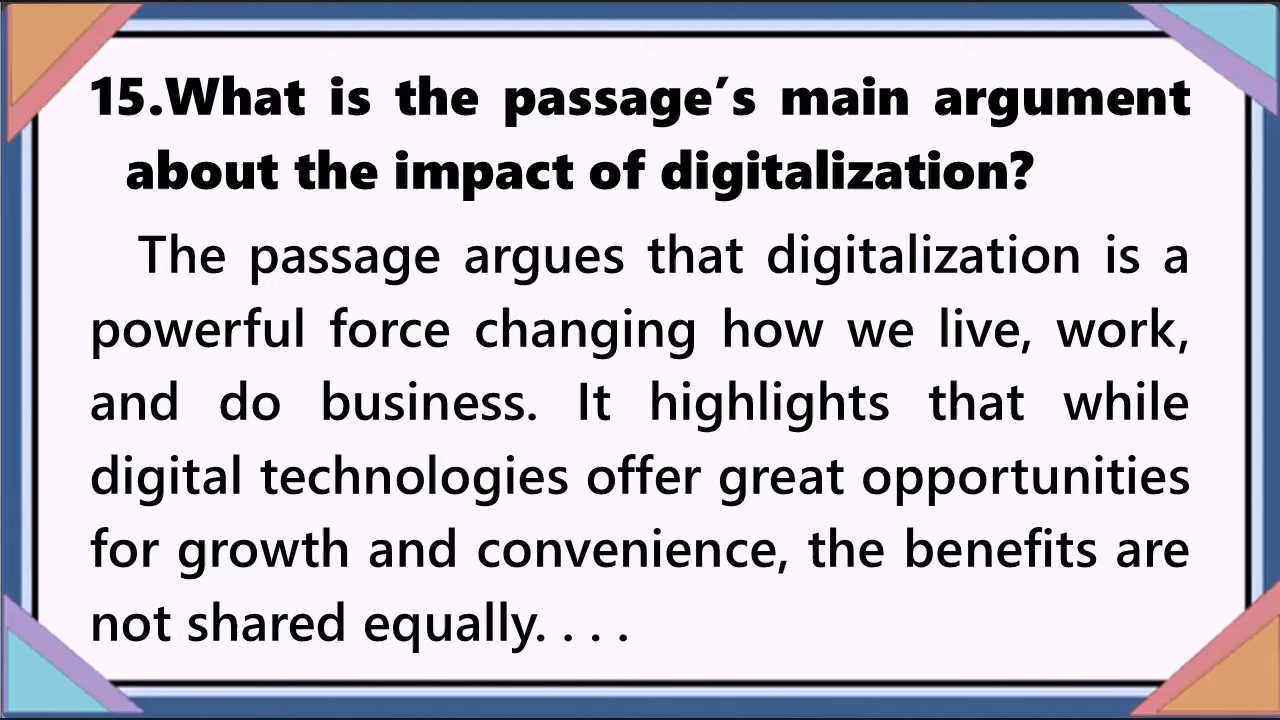 15.What is the passage’s main argument
about the impact of digitalization?
The passage argues that digitalization is a
powerful force changing how we live, work,
and do business. It highlights that while
digital technologies offer great opportunities
for growth and convenience, the benefits are
not shared equally. . . .